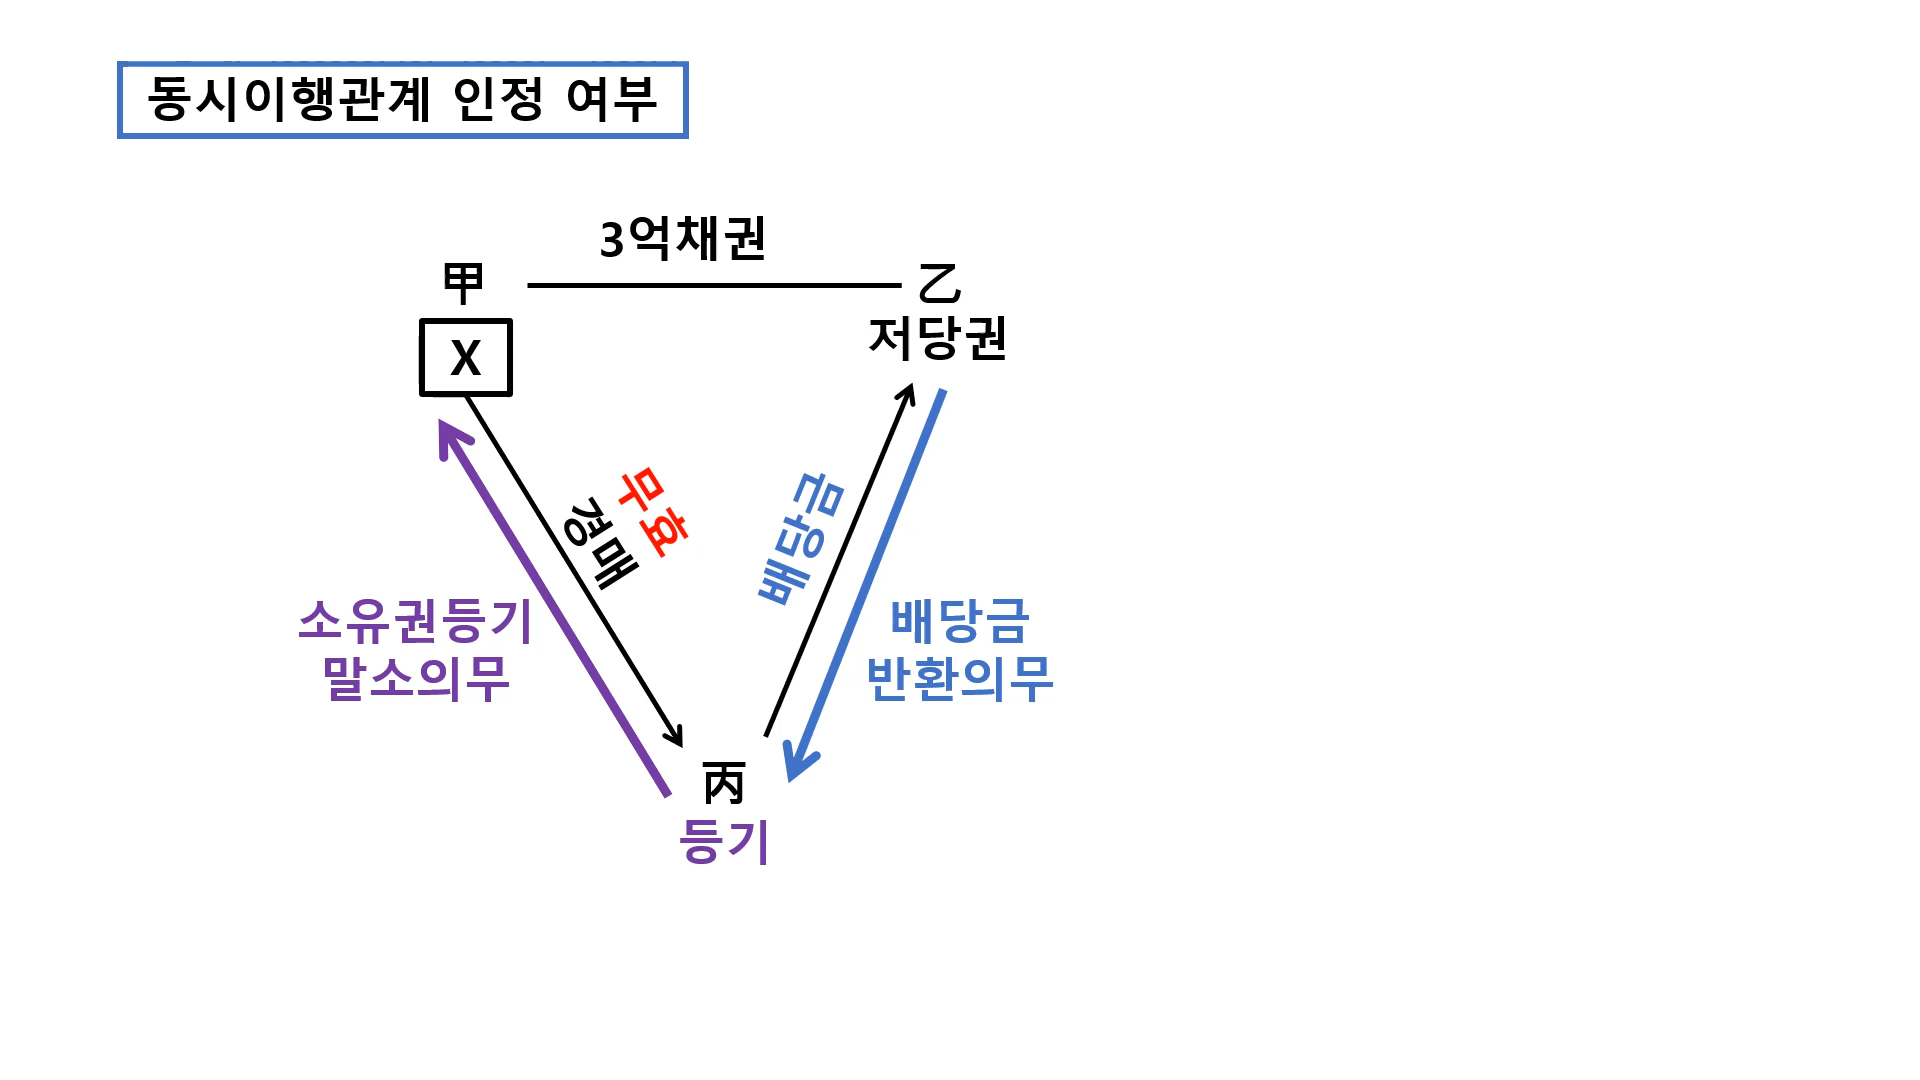 동시이행관계 인정 여부
3억채권
甲
乙
X
저당권
무효
경매
배당금
소유권등기
말소의무
배당금
반환의무
丙
등기